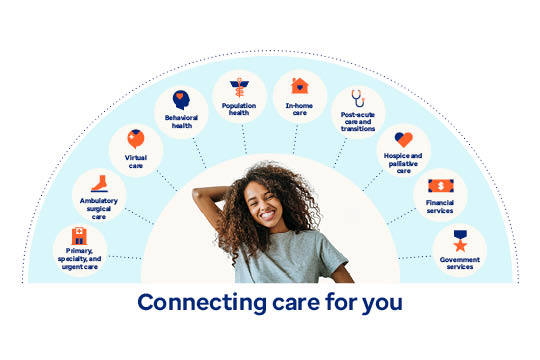 Primary,
specialty, and
urgent care
Ambulatory
surgical
care
Virtual
care
Behavioral
health
Population
health
In-home
care
Post-acute
care and
transitions
Hospice and
palliative
care
$
Financial
services
Government
services
Connecting care for you